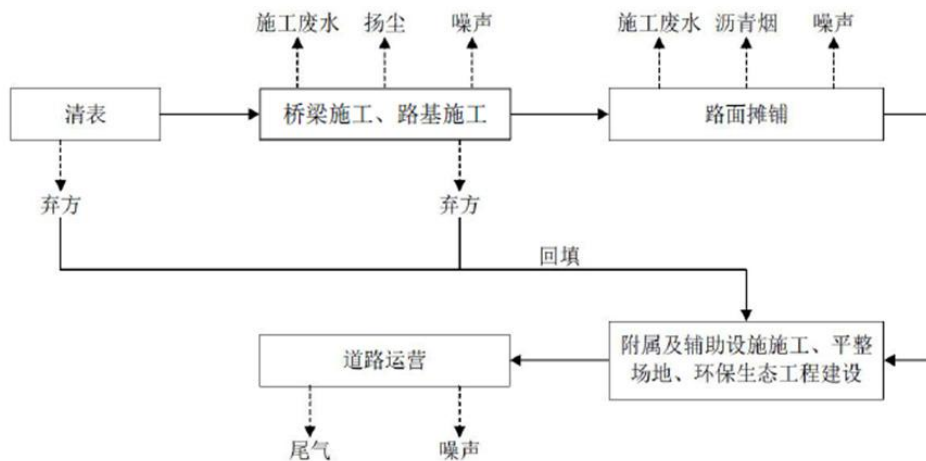 施工废水 扬尘 噪声 施工废水 沥青烟 噪声
清表 桥梁施工、路基施工 路面摊铺
弃方 弃方
回填
道路运营 附属及辅助设施施工、平整
场地、环保生态工程建设
尾气 噪声